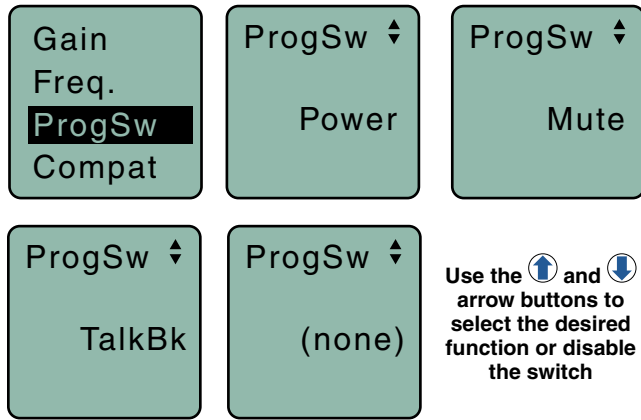 Gain
Freq.
ProgSw
Compat
ProgSw
Power
ProgSw
Mute
ProgSw
TalkBk
ProgSw
(none)
Use the and
arrow buttons to
select the desired
function or disable
the switch